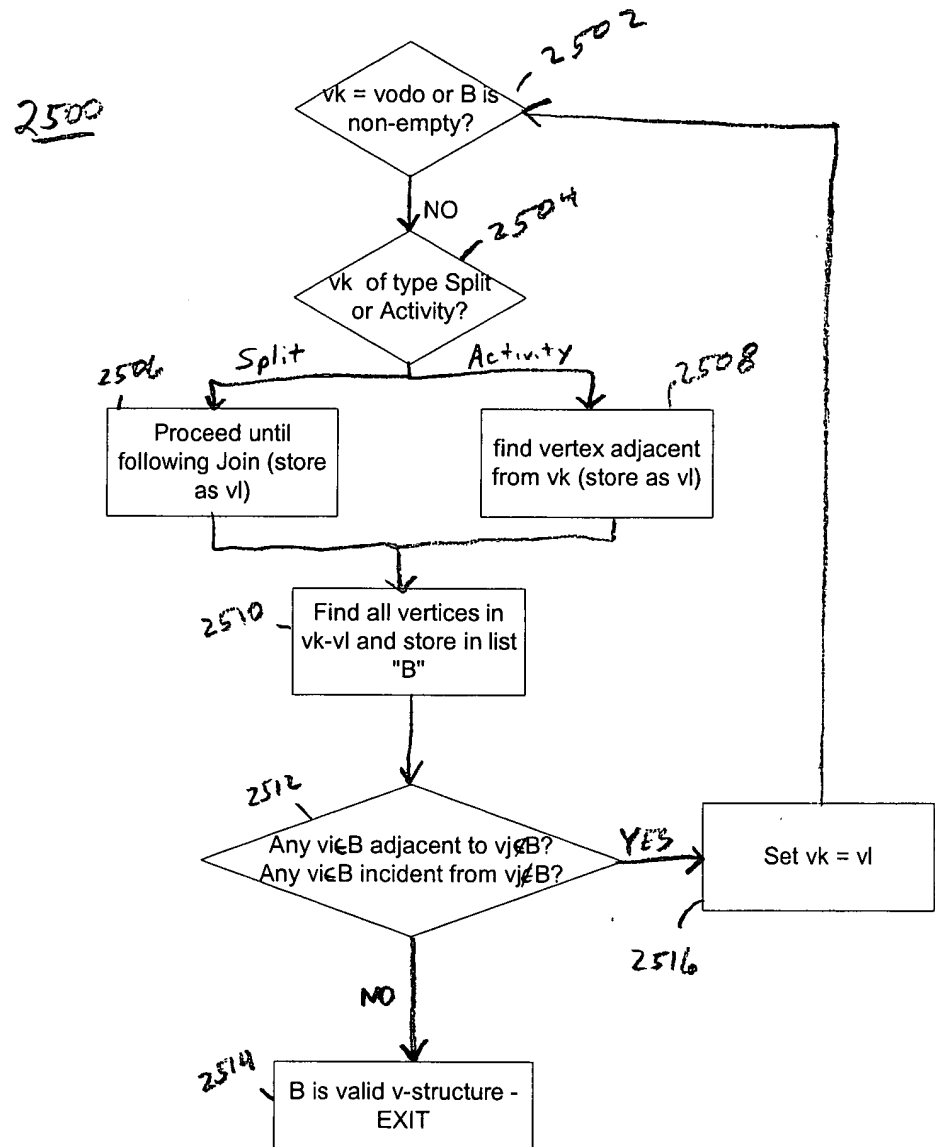 2500
2502
vk = vodo or B is
non-empty?
NO
2504
vk of type Split
or Activity?
Split
Activity
2506
2508
Proceed until
following Join (store
as vl)
find vertex adjacent
from vk (store as vl)
2510
Find all vertices in
vk-vl and store in list
"B"
2512
Any vi∈B adjacent to vj∉B?
Any vi∈B incident from vj∉B?
YES
Set vk = vl
2516
NO
2514
B is valid v-structure -
EXIT